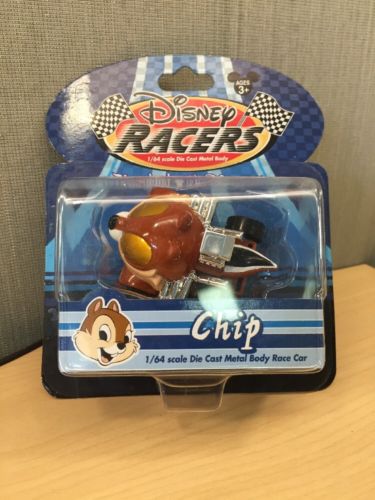 AGES
3+
Disney
RACERS
1/64 scale Die Cast Metal Body
Chip
1/64 scale Die Cast Metal Body Race Car